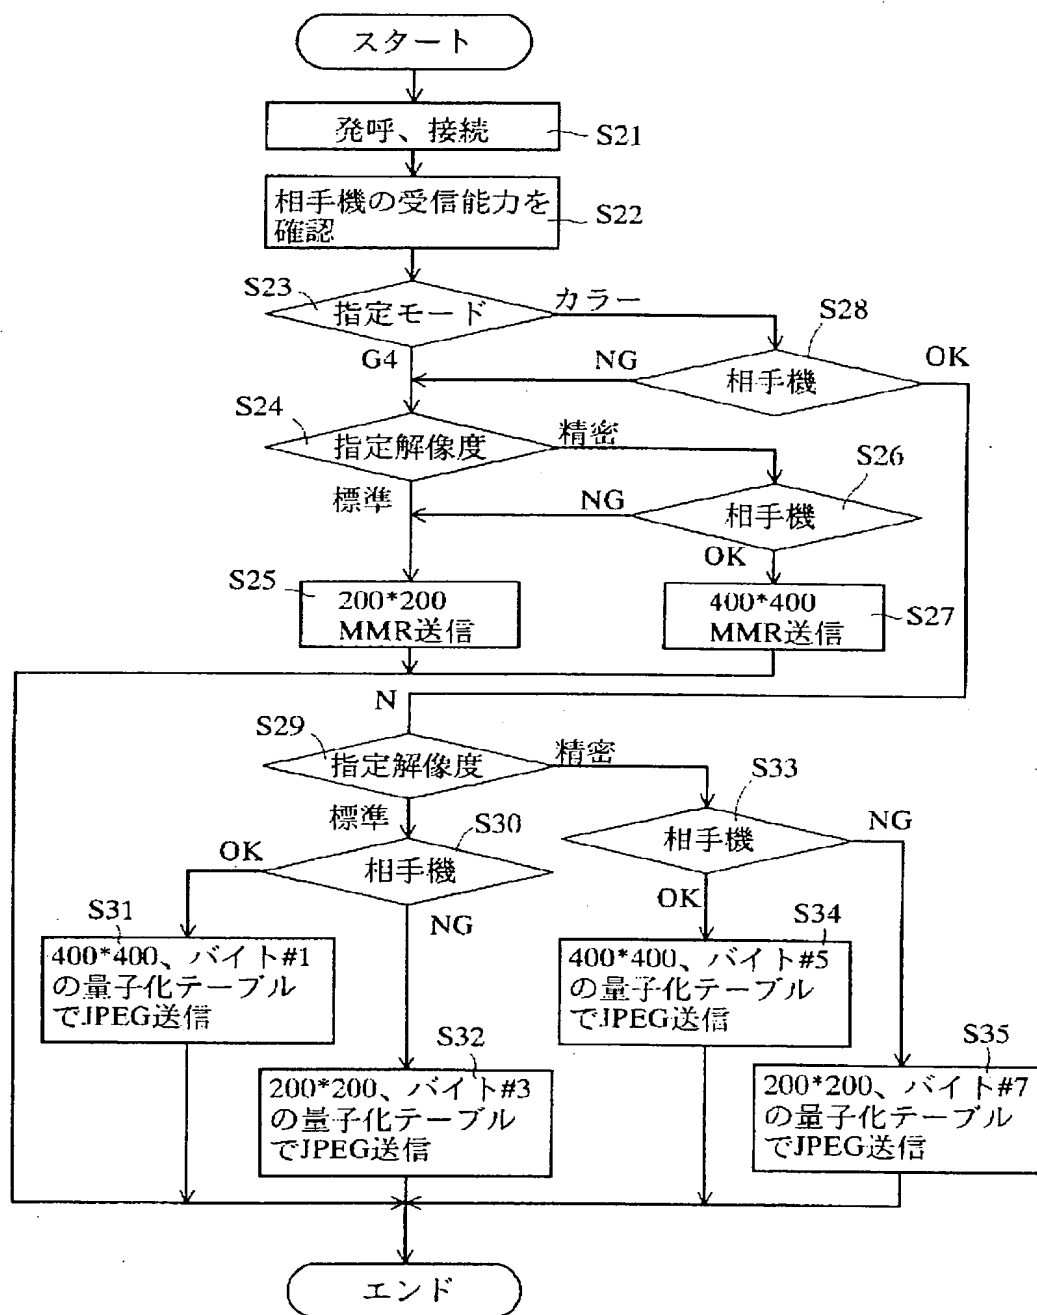 スタート
発呼、接続
S21
相手機の受信能力を
確認
S22
S23
指定モード
カラー
G4
S28
相手機
NG
OK
S24
指定解像度
精密
標準
S26
相手機
NG
OK
S25
200*200
MMR送信
400*400
MMR送信
S27
N
S29
指定解像度
精密
標準
S30
相手機
OK
NG
S33
相手機
NG
OK
S31
400*400、バイト#1
の量子化テーブル
でJPEG送信
S34
400*400、バイト#5
の量子化テーブル
でJPEG送信
S32
200*200、バイト#3
の量子化テーブル
でJPEG送信
S35
200*200、バイト#7
の量子化テーブル
でJPEG送信
エンド